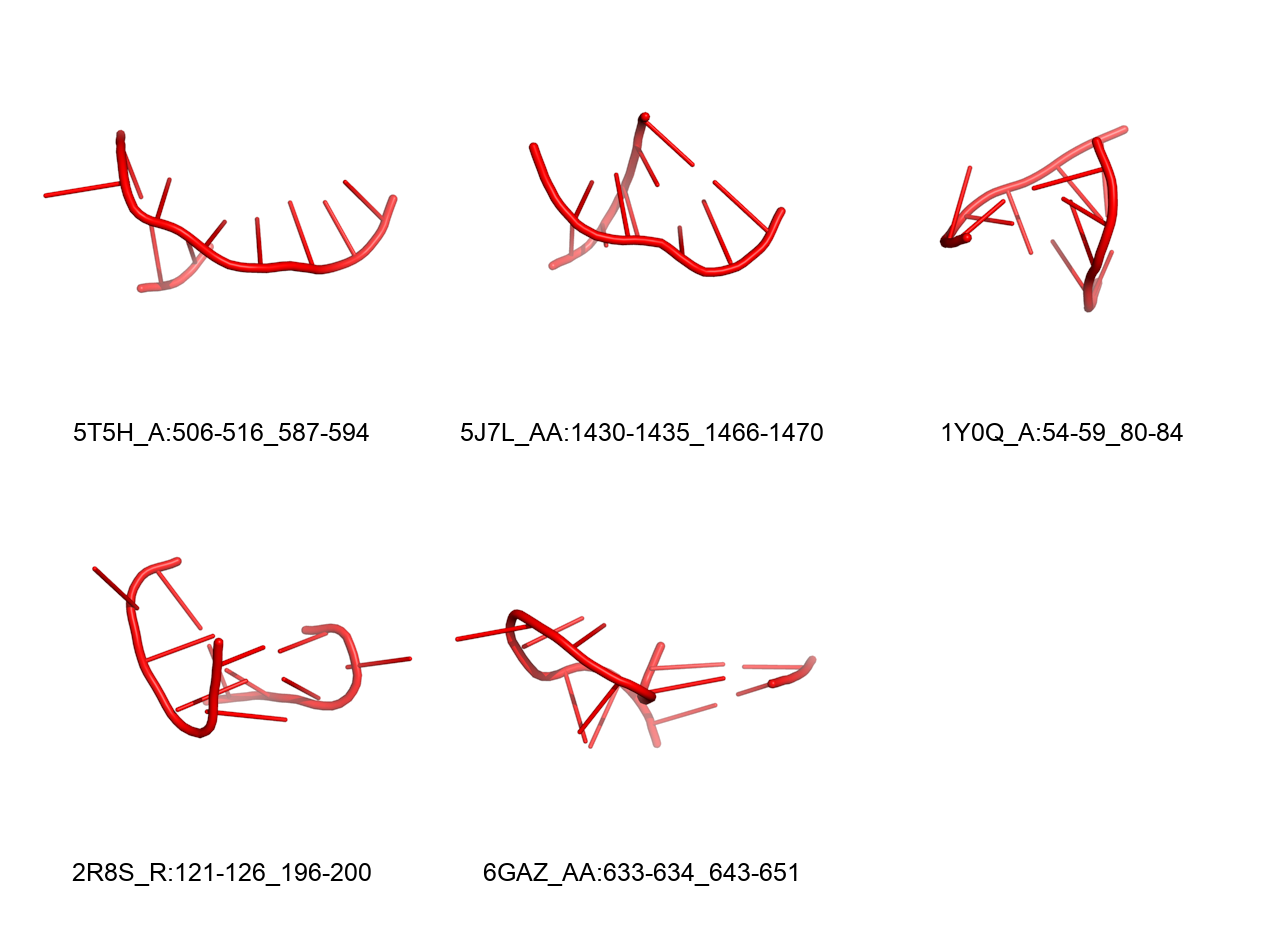 5T5H_A:506-516_587-594
5J7L_AA:1430-1435_1466-1470
1Y0Q_A:54-59_80-84
2R8S_R:121-126_196-200
6GAZ_AA:633-634_643-651